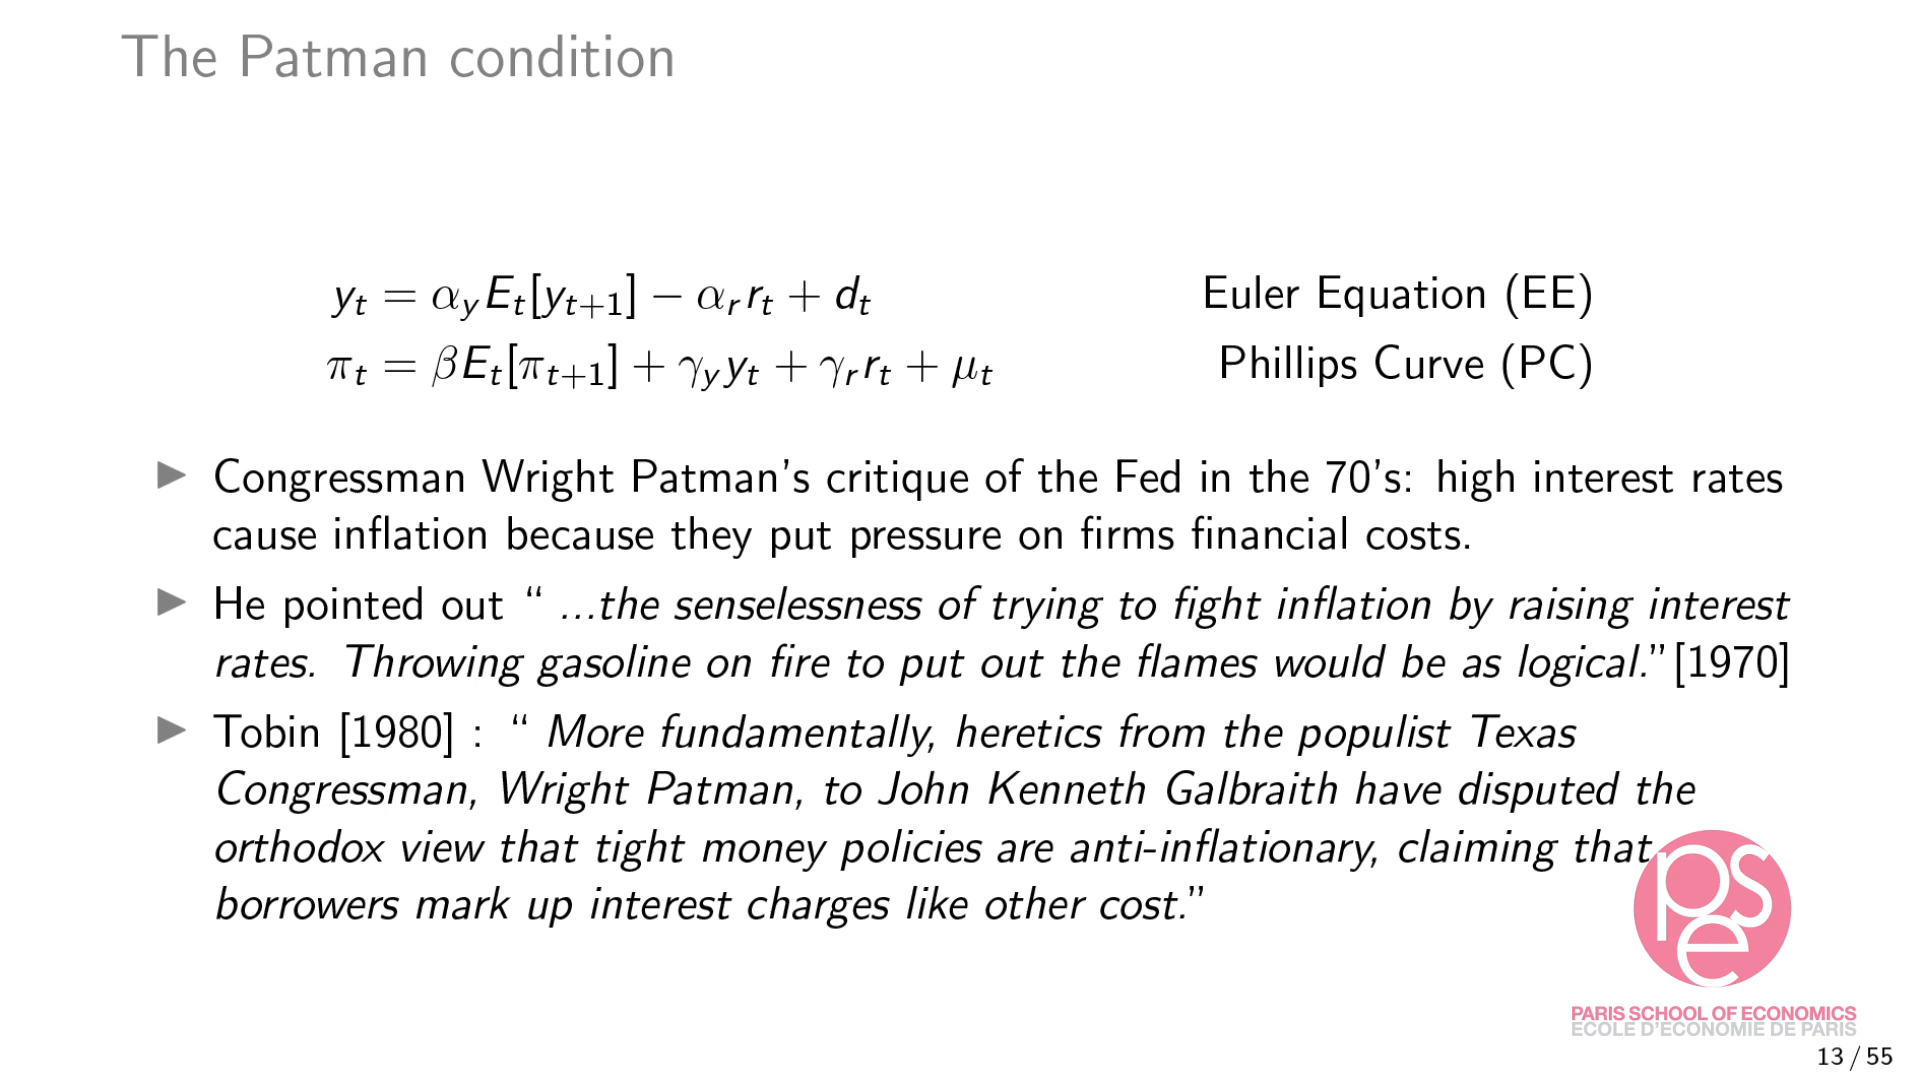 The Patman condition
y_t = α_y E_t[y_{t+1}] − α_r r_t + d_t Euler Equation (EE)
π_t = βE_t[π_{t+1}] + γ_y y_t + γ_r r_t + μ_t Phillips Curve (PC)
▶ Congressman Wright Patman's critique of the Fed in the 70's: high interest rates
cause inflation because they put pressure on firms financial costs.
▶ He pointed out “ ...the senselessness of trying to fight inflation by raising interest
rates. Throwing gasoline on fire to put out the flames would be as logical.”[1970]
▶ Tobin [1980] : “ More fundamentally, heretics from the populist Texas
Congressman, Wright Patman, to John Kenneth Galbraith have disputed the
orthodox view that tight money policies are anti-inflationary, claiming that
borrowers mark up interest charges like other cost.”
pse
PARIS SCHOOL OF ECONOMICS
ECOLE D'ECONOMIE DE PARIS
13 / 55